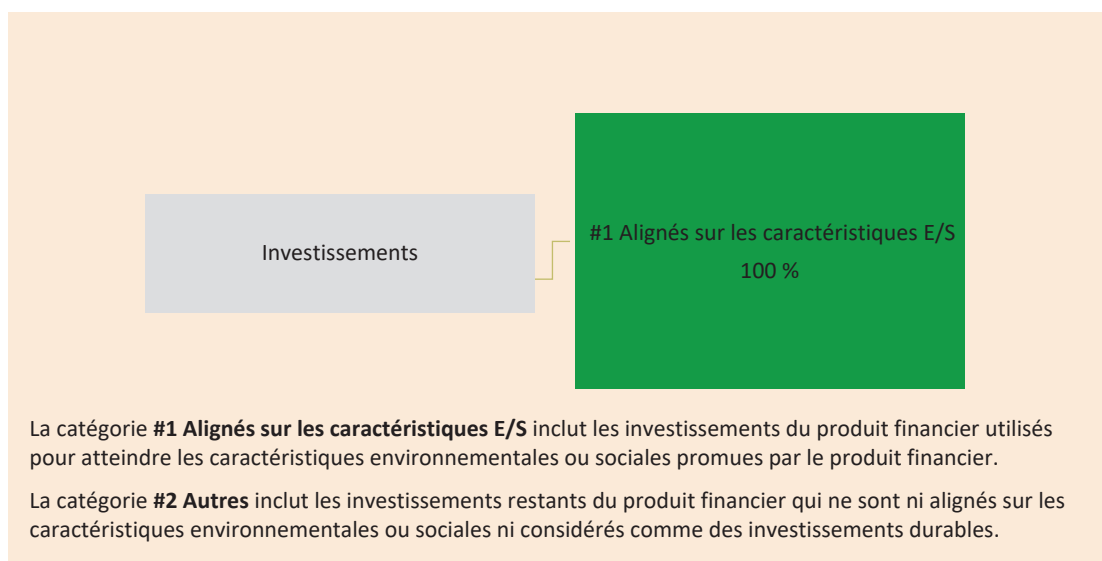 Investissements
#1 Alignés sur les caractéristiques E/S
100 %
La catégorie #1 Alignés sur les caractéristiques E/S inclut les investissements du produit financier utilisés
pour atteindre les caractéristiques environnementales ou sociales promues par le produit financier.
La catégorie #2 Autres inclut les investissements restants du produit financier qui ne sont ni alignés sur les
caractéristiques environnementales ou sociales ni considérés comme des investissements durables.